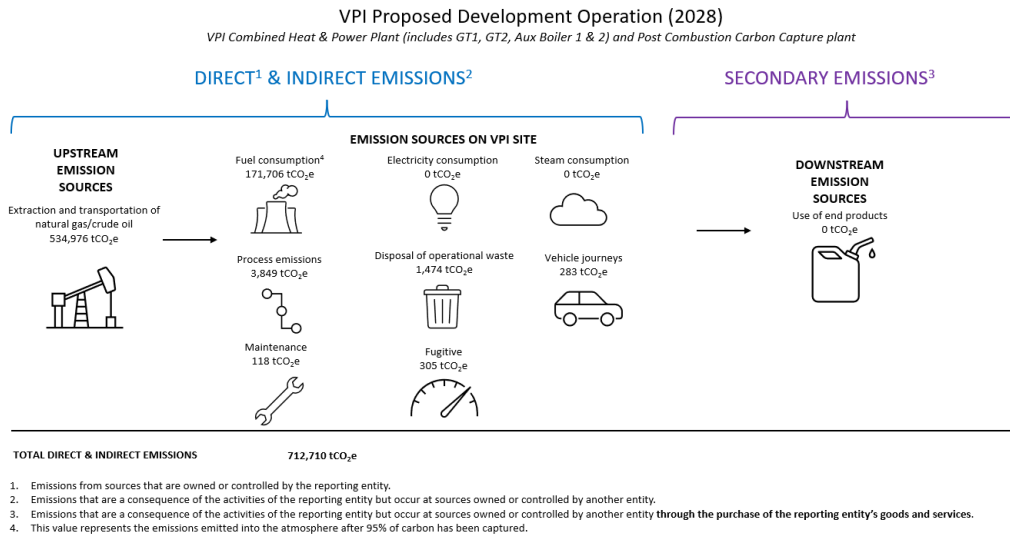 VPI Proposed Development Operation (2028)
VPI Combined Heat & Power Plant (includes GT1, GT2, Aux Boiler 1 & 2) and Post Combustion Carbon Capture plant
DIRECT¹ & INDIRECT EMISSIONS²
SECONDARY EMISSIONS³
UPSTREAM
EMISSION
SOURCES
Extraction and transportation of
natural gas/crude oil
534,976 tCO₂e
EMISSION SOURCES ON VPI SITE
Fuel consumption⁴
171,706 tCO₂e
Electricity consumption
0 tCO₂e
Steam consumption
0 tCO₂e
Process emissions
3,849 tCO₂e
Disposal of operational waste
1,474 tCO₂e
Vehicle journeys
283 tCO₂e
Maintenance
118 tCO₂e
Fugitive
305 tCO₂e
DOWNSTREAM
EMISSION
SOURCES
Use of end products
0 tCO₂e
TOTAL DIRECT & INDIRECT EMISSIONS 712,710 tCO₂e
1. Emissions from sources that are owned or controlled by the reporting entity.
2. Emissions that are a consequence of the activities of the reporting entity but occur at sources owned or controlled by another entity.
3. Emissions that are a consequence of the activities of the reporting entity but occur at sources owned or controlled by another entity through the purchase of the reporting entity's goods and services.
4. This value represents the emissions emitted into the atmosphere after 95% of carbon has been captured.